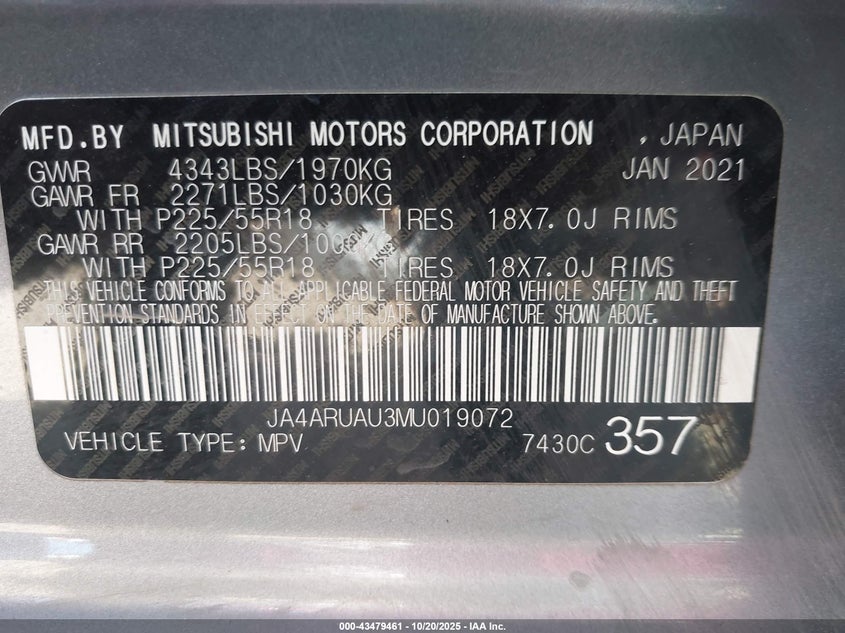 MFD.BY MITSUBISHI MOTORS CORPORATION , JAPAN
GVWR 4343LBS/1970KG JAN 2021
GAWR FR 2271LBS/1030KG
WITH P225/55R18 TIRES 18X7.0J RIMS
GAWR RR 2205LBS/
WITH P225/55R18 TIRES 18X7.0J RIMS
THIS VEHICLE CONFORMS TO ALL APPLICABLE FEDERAL MOTOR VEHICLE SAFETY AND THEFT
PREVENTION STANDARDS IN EFFECT ON THE DATE OF MANUFACTURE SHOWN ABOVE.
JA4ARUAU3MU019072
VEHICLE TYPE: MPV 7430C 357
000-43479461 - 10/20/2025 - IAA Inc.